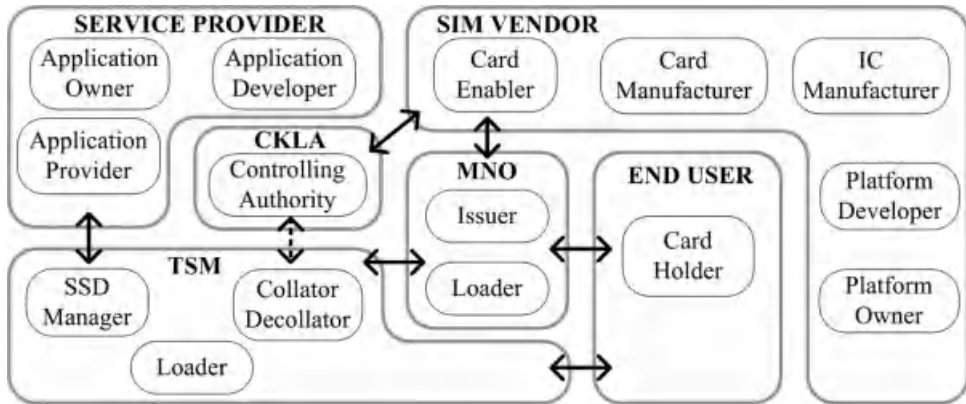 SERVICE PROVIDER
Application
Owner
Application
Developer
Application
Provider
SIM VENDOR
Card
Enabler
Card
Manufacturer
IC
Manufacturer
Platform
Developer
Platform
Owner
CKLA
Controlling
Authority
MNO
Issuer
Loader
END USER
Card
Holder
TSM
SSD
Manager
Collator
Decollator
Loader